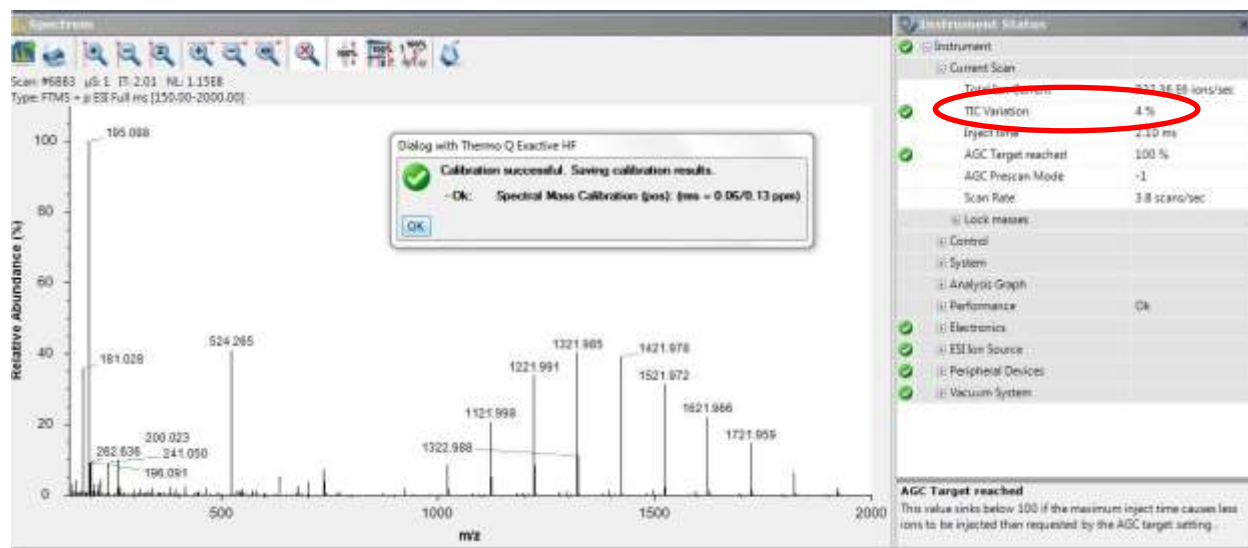 Spectrum
Scan: #6883 µS: 1 IT: 2.01 NL: 1.15E8
Type: FTMS + p ESI Full ms [150.00-2000.00]
Relative Abundance (%)
100
80
60
40
20
0
195.088
181.028
200.023
262.636
241.050
196.091
524.265
1121.998
1322.988
1221.991
1321.985
1421.978
1521.972
1621.966
1721.959
500
1000
1500
2000
m/z
Dialog with Thermo Q Exactive HF
Calibration successful. Saving calibration results.
- Ok: Spectral Mass Calibration (pos): (rms = 0.06/0.13 ppm)
OK
Instrument Status
Instrument
Current Scan
Total Ion Current ions/sec
TIC Variation 4 %
Inject time 2.10 ms
AGC Target reached 100 %
AGC Prescan Mode -1
Scan Rate 3.8 scans/sec
Lock masses
Control
System
Analysis Graph
Performance Ok
Electronics
ESI Ion Source
Peripheral Devices
Vacuum System
AGC Target reached
This value sinks below 100 if the maximum inject time causes less
ions to be injected than requested by the AGC target setting.